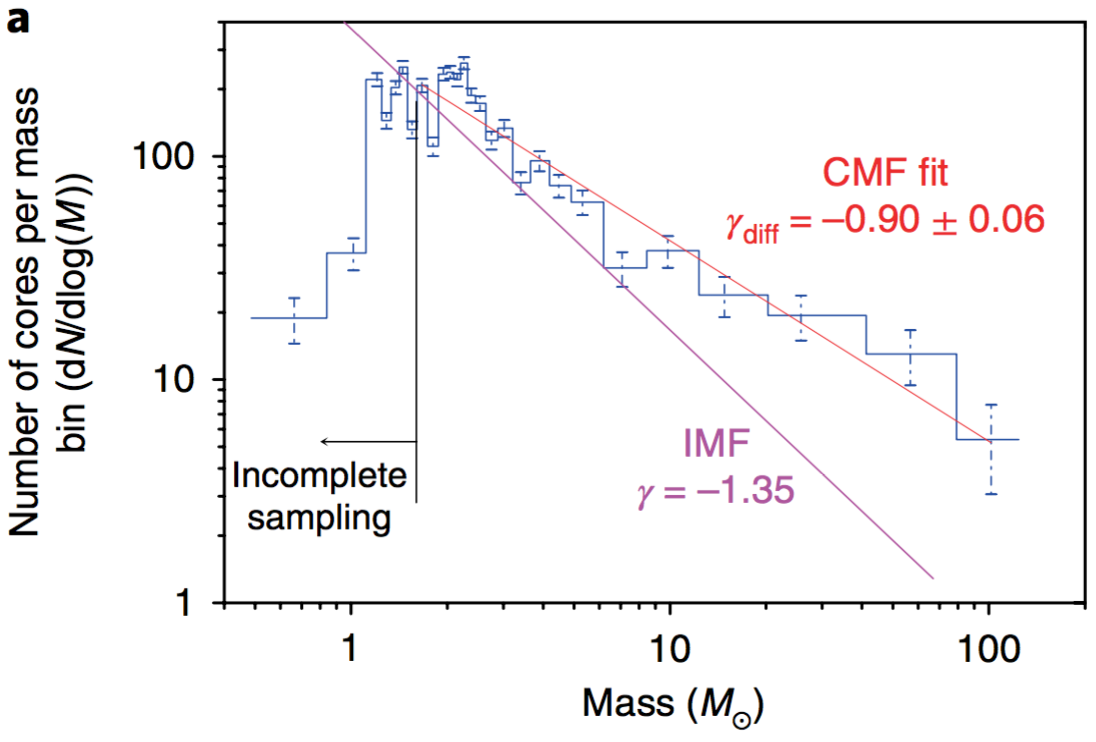 a
Number of cores per mass
bin (dN/dlog(M))
100
10
1
CMF fit
γdiff = −0.90 ± 0.06
IMF
γ = −1.35
Incomplete
sampling
1
10
100
Mass (M⊙)